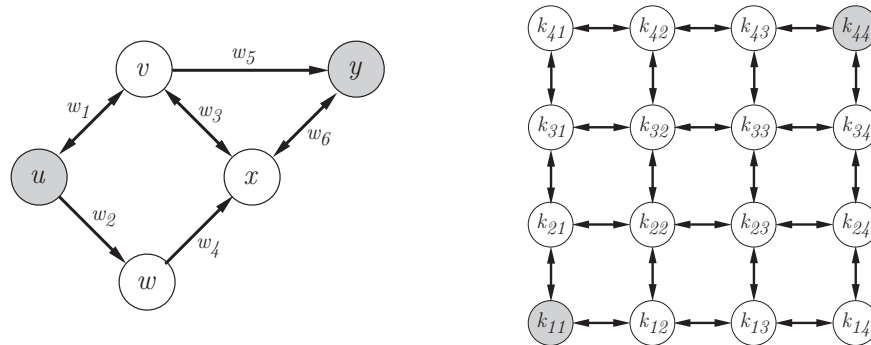 v
w₅
y
w₁
w₃
w₆
u
x
w₂
w₄
w
k₄₁ k₄₂ k₄₃ k₄₄
k₃₁ k₃₂ k₃₃ k₃₄
k₂₁ k₂₂ k₂₃ k₂₄
k₁₁ k₁₂ k₁₃ k₁₄